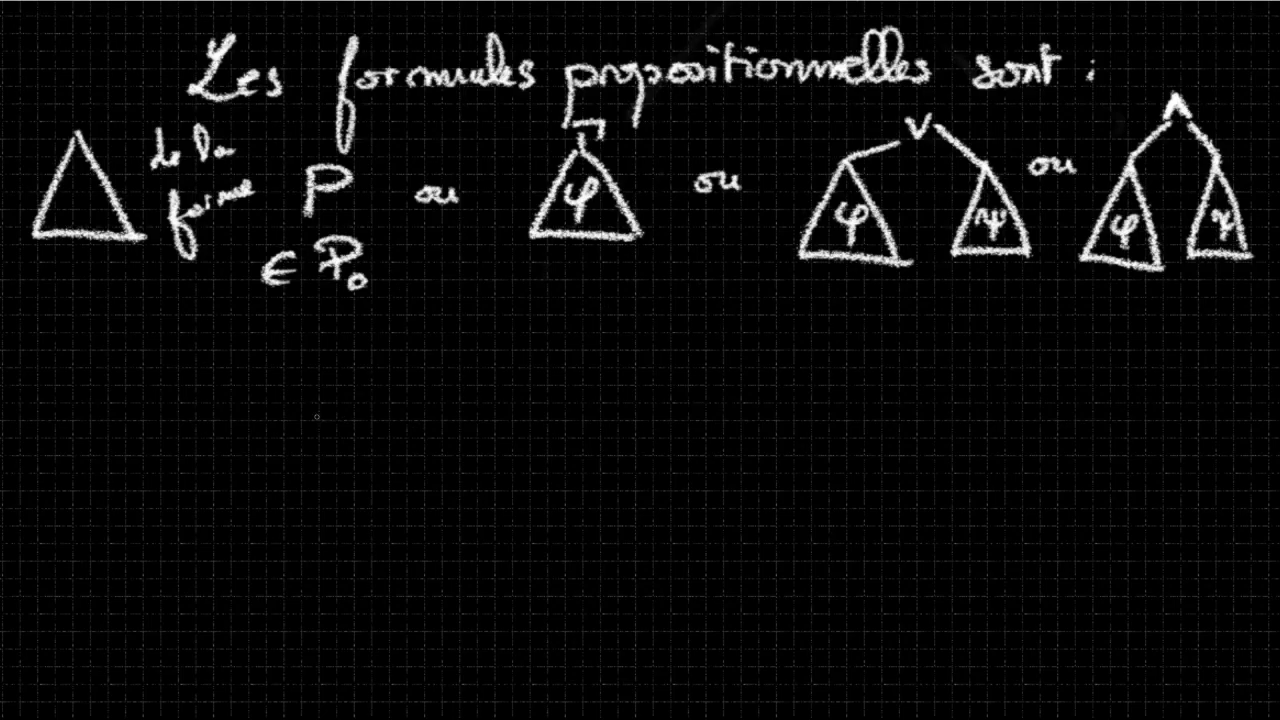 Les formules propositionnelles sont :
de la forme P ∈ P₀ ou ¬ φ ou ∨ φ ψ ou ∧ φ ψ